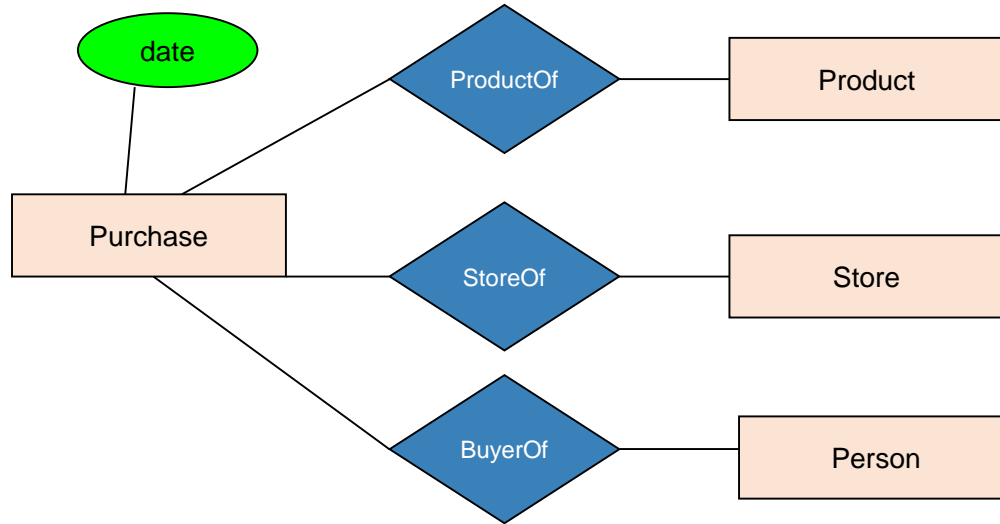 date
ProductOf
Product
Purchase
StoreOf
Store
BuyerOf
Person